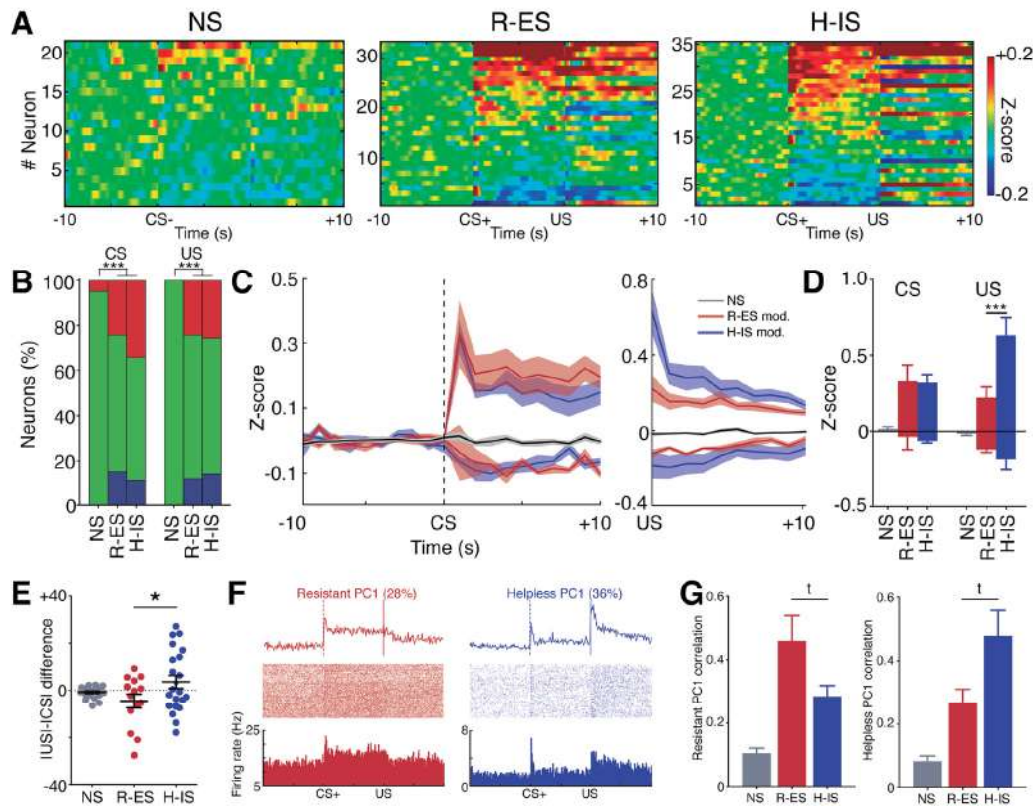 A
NS
R-ES
H-IS
# Neuron
20
15
10
5
-10
CS-
+10
Time (s)
30
20
10
-10
CS+
US
+10
Time (s)
35
25
15
5
-10
CS+
US
+10
Time (s)
+0.2
Z-score
-0.2
B
CS
***
US
***
Neurons (%)
100
80
60
40
20
0
NS
R-ES
H-IS
NS
R-ES
H-IS
C
Z-score
0.5
0.3
0.1
-0.1
-10
CS
+10
Time (s)
0.8
0.4
0
-0.4
US
+10
NS
R-ES mod.
H-IS mod.
D
CS
US
***
Z-score
1.0
0.5
0
-0.5
NS
R-ES
H-IS
NS
R-ES
H-IS
E
*
IUSI-ICSI difference
+40
0
-40
NS
R-ES
H-IS
F
Resistant PC1 (28%)
Helpless PC1 (36%)
Firing rate (Hz)
25
5
CS+
US
8
0
CS+
US
G
t
Resistant PC1 correlation
0.6
0.4
0.2
0
NS
R-ES
H-IS
t
Helpless PC1 correlation
0.6
0.4
0.2
0.0
NS
R-ES
H-IS